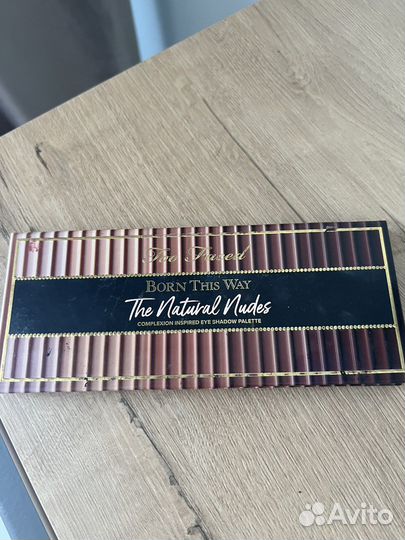 Too Faced
BORN THIS WAY
The Natural Nudes
COMPLEXION INSPIRED EYE SHADOW PALETTE
Avito